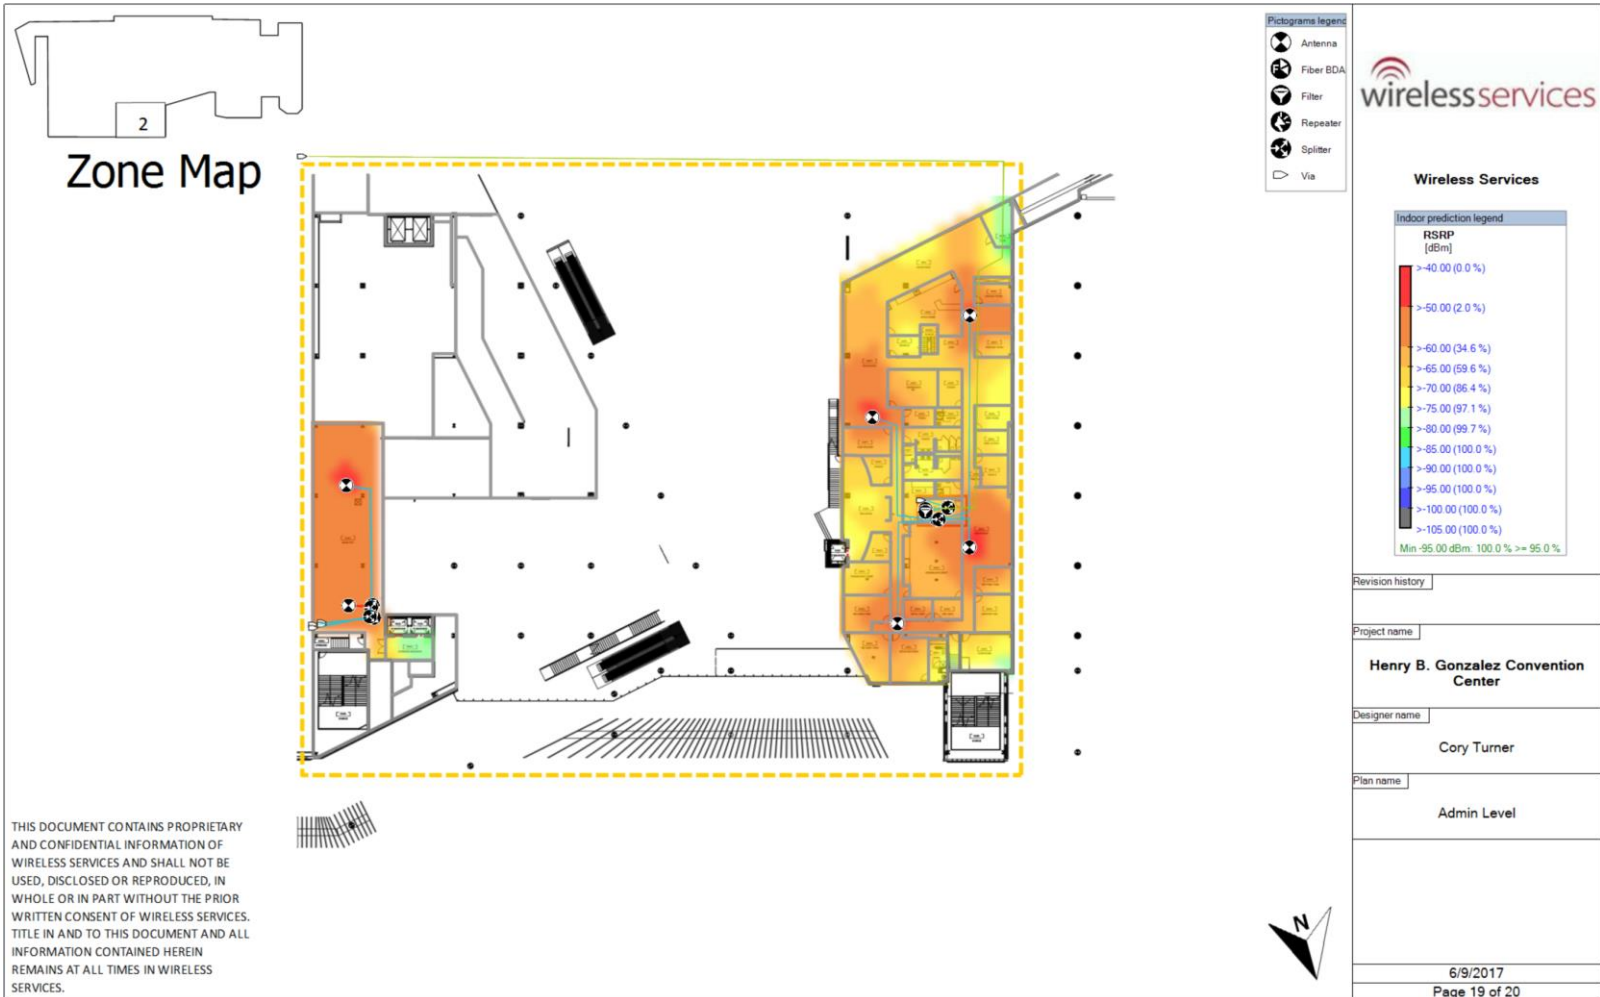 2
Zone Map
Pictograms legend
Antenna
Fiber BDA
Filter
Repeater
Splitter
Via
wirelessservices
Wireless Services
Indoor prediction legend
RSRP
[dBm]
>-40.00 (0.0 %)
>-50.00 (2.0 %)
>-60.00 (34.6 %)
>-65.00 (59.6 %)
>-70.00 (86.4 %)
>-75.00 (97.1 %)
>-80.00 (99.7 %)
>-85.00 (100.0 %)
>-90.00 (100.0 %)
>-95.00 (100.0 %)
>-100.00 (100.0 %)
>-105.00 (100.0 %)
Min -95.00 dBm: 100.0 % >= 95.0 %
Revision history
Project name
Henry B. Gonzalez Convention
Center
Designer name
Cory Turner
Plan name
Admin Level
THIS DOCUMENT CONTAINS PROPRIETARY
AND CONFIDENTIAL INFORMATION OF
WIRELESS SERVICES AND SHALL NOT BE
USED, DISCLOSED OR REPRODUCED, IN
WHOLE OR IN PART WITHOUT THE PRIOR
WRITTEN CONSENT OF WIRELESS SERVICES.
TITLE IN AND TO THIS DOCUMENT AND ALL
INFORMATION CONTAINED HEREIN
REMAINS AT ALL TIMES IN WIRELESS
SERVICES.
N
6/9/2017
Page 19 of 20